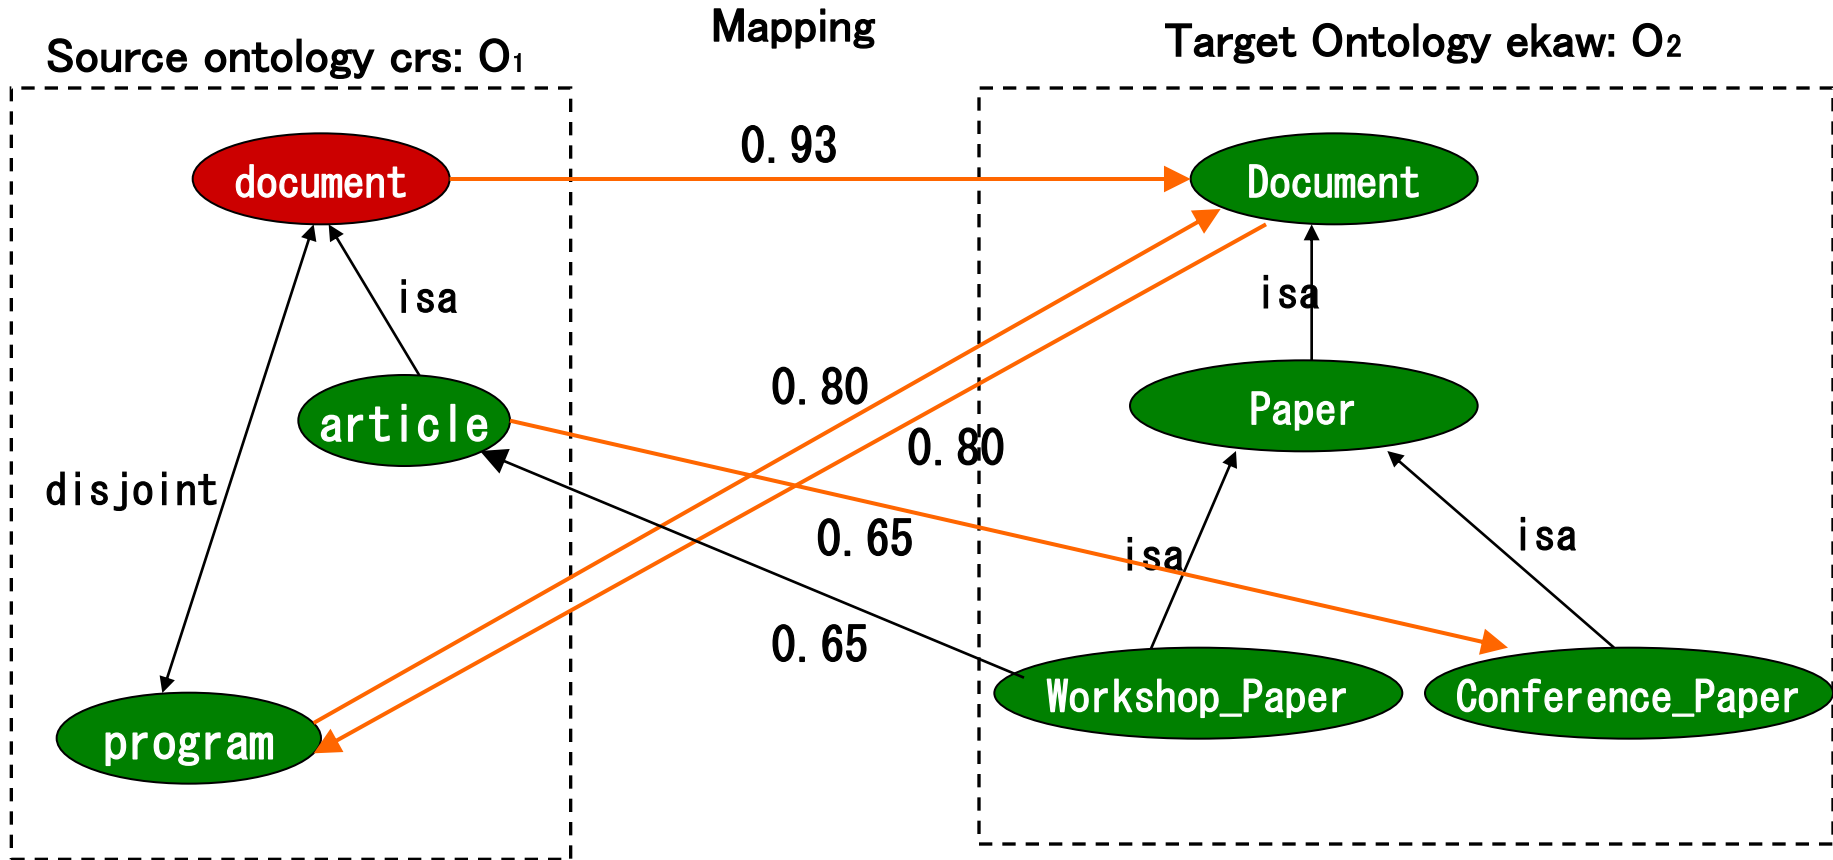 Mapping
Source ontology crs: O1
Target Ontology ekaw: O2
0.93
document
Document
isa
isa
0.80
article
Paper
0.80
disjoint
0.65
isa
isa
0.65
Workshop_Paper
Conference_Paper
program